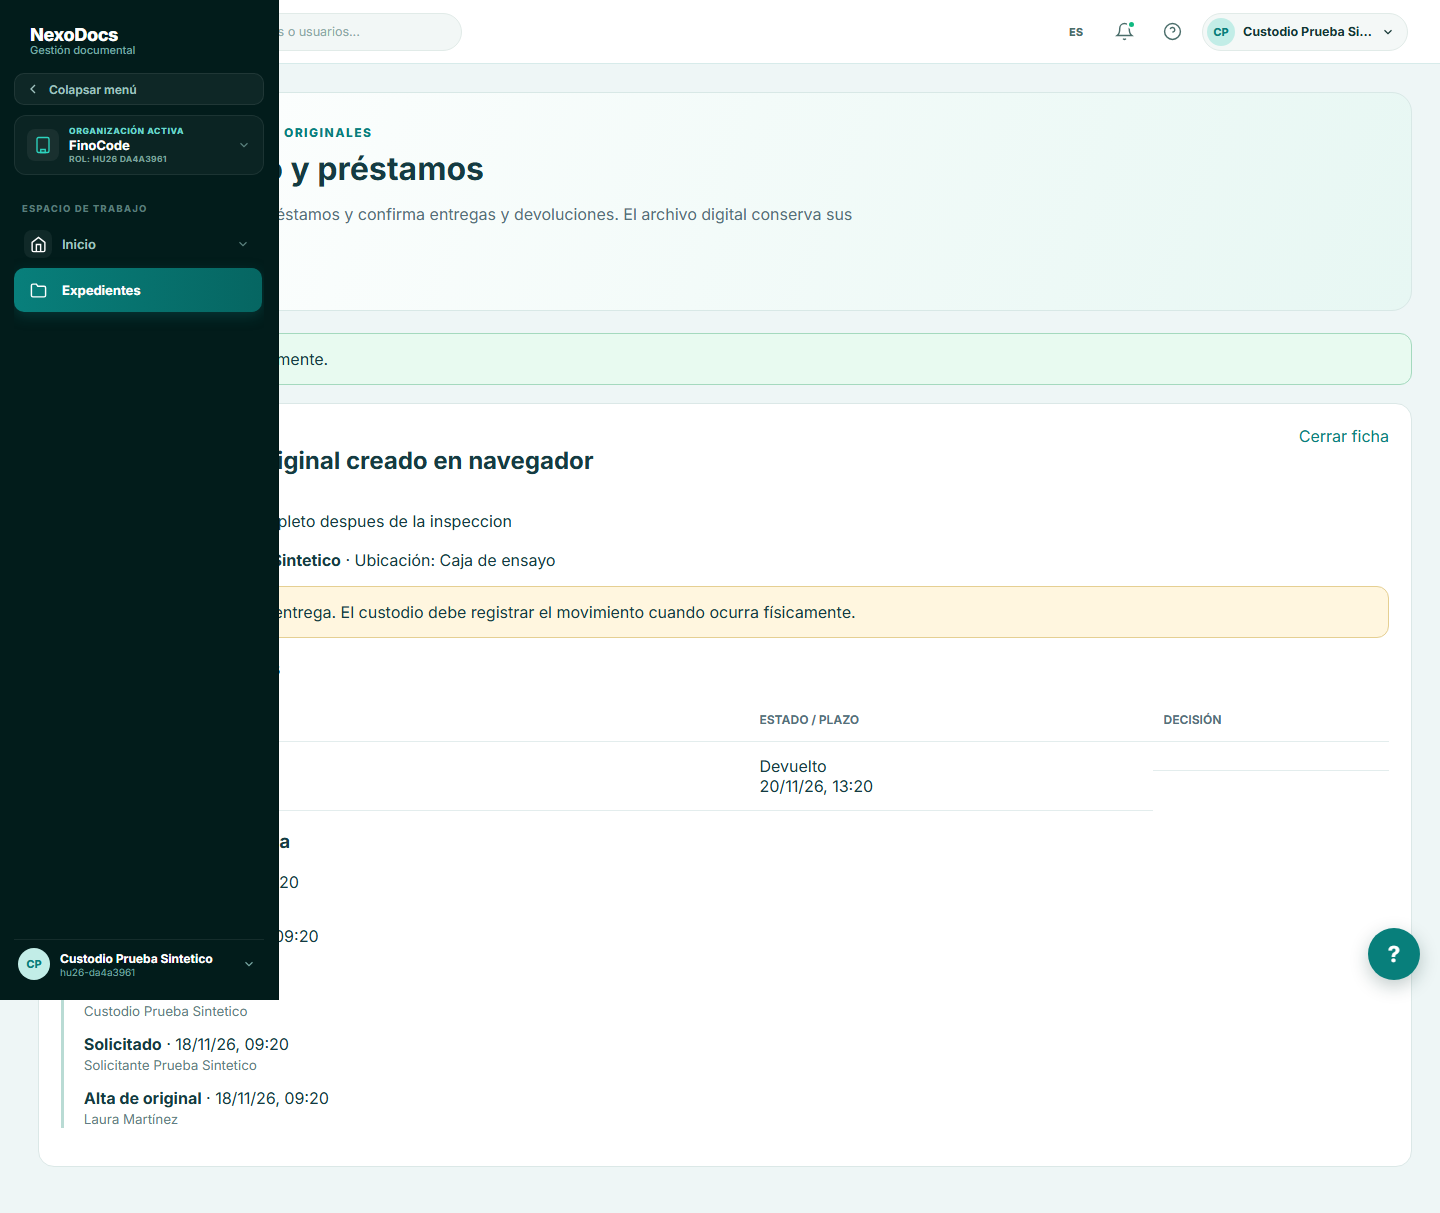 NexoDocs
Gestión documental
Colapsar menú
ORGANIZACIÓN ACTIVA
FinoCode
ROL: HU26 DA4A3961
ESPACIO DE TRABAJO
Inicio
Expedientes
Custodio Prueba Sintetico
hu26-da4a3961
CP
s o usuarios...
ES
CP
Custodio Prueba Si...
ORIGINALES
y préstamos
éstamos y confirma entregas y devoluciones. El archivo digital conserva sus
mente.
Cerrar ficha
iginal creado en navegador
pleto despues de la inspeccion
Sintetico · Ubicación: Caja de ensayo
entrega. El custodio debe registrar el movimiento cuando ocurra físicamente.
ESTADO / PLAZO
DECISIÓN
Devuelto
20/11/26, 13:20
a
20
09:20
Custodio Prueba Sintetico
Solicitado · 18/11/26, 09:20
Solicitante Prueba Sintetico
Alta de original · 18/11/26, 09:20
Laura Martínez
?